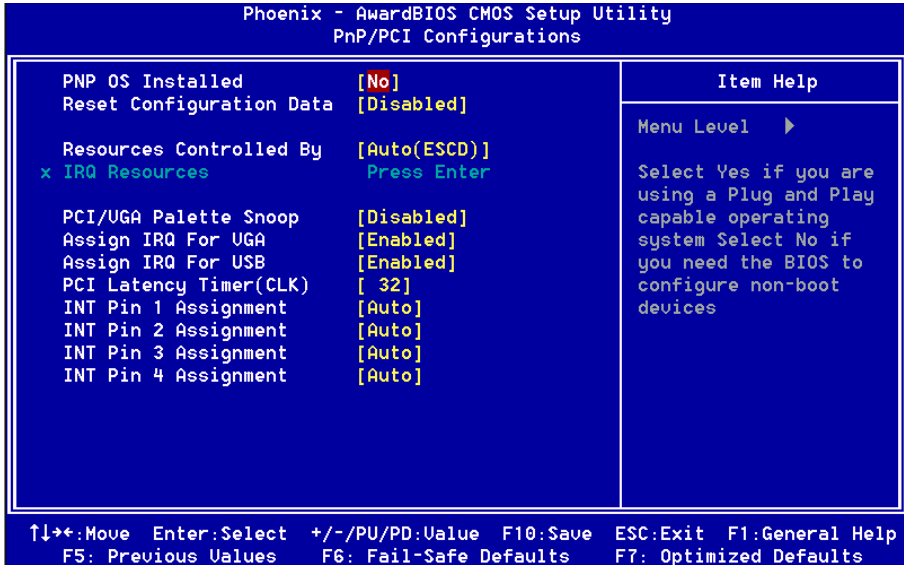 Phoenix - AwardBIOS CMOS Setup Utility
PnP/PCI Configurations
PNP OS Installed [No]
Reset Configuration Data [Disabled]
Resources Controlled By [Auto(ESCD)]
x IRQ Resources Press Enter
PCI/VGA Palette Snoop [Disabled]
Assign IRQ For VGA [Enabled]
Assign IRQ For USB [Enabled]
PCI Latency Timer(CLK) [ 32]
INT Pin 1 Assignment [Auto]
INT Pin 2 Assignment [Auto]
INT Pin 3 Assignment [Auto]
INT Pin 4 Assignment [Auto]
Item Help
Menu Level ▶
Select Yes if you are
using a Plug and Play
capable operating
system Select No if
you need the BIOS to
configure non-boot
devices
↑↓→←:Move Enter:Select +/-/PU/PD:Value F10:Save ESC:Exit F1:General Help
F5: Previous Values F6: Fail-Safe Defaults F7: Optimized Defaults